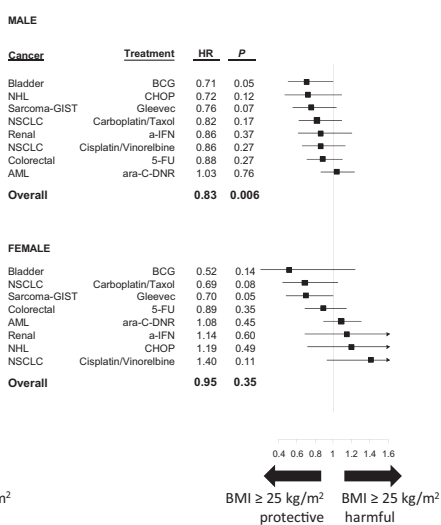 MALE
Cancer Treatment HR P
Bladder BCG 0.71 0.05
NHL CHOP 0.72 0.12
Sarcoma-GIST Gleevec 0.76 0.07
NSCLC Carboplatin/Taxol 0.82 0.17
Renal a-IFN 0.86 0.37
NSCLC Cisplatin/Vinorelbine 0.86 0.27
Colorectal 5-FU 0.88 0.27
AML ara-C-DNR 1.03 0.76
Overall 0.83 0.006
FEMALE
Bladder BCG 0.52 0.14
NSCLC Carboplatin/Taxol 0.69 0.08
Sarcoma-GIST Gleevec 0.70 0.05
Colorectal 5-FU 0.89 0.35
AML ara-C-DNR 1.08 0.45
Renal a-IFN 1.14 0.60
NHL CHOP 1.19 0.49
NSCLC Cisplatin/Vinorelbine 1.40 0.11
Overall 0.95 0.35
0.4 0.6 0.8 1 1.2 1.4 1.6
m² BMI ≥ 25 kg/m² BMI ≥ 25 kg/m²
protective harmful